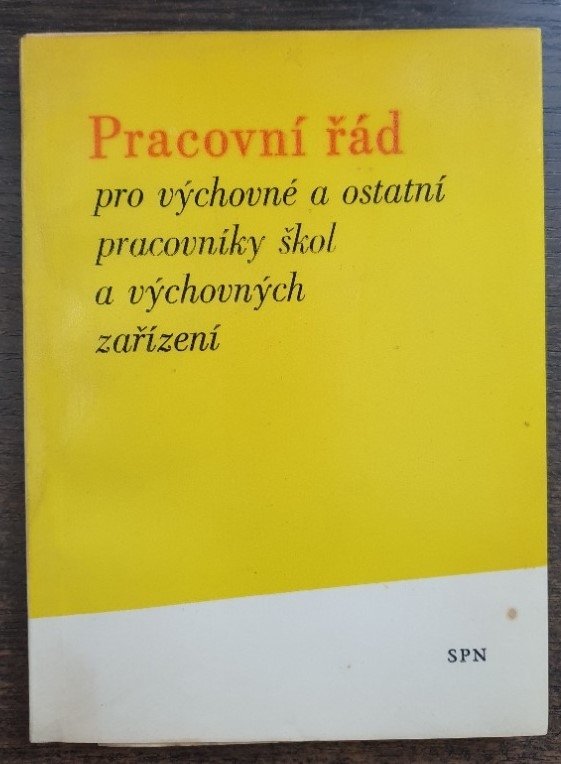 Pracovní řád
pro výchovné a ostatní
pracovníky škol
a výchovných
zařízení
SPN